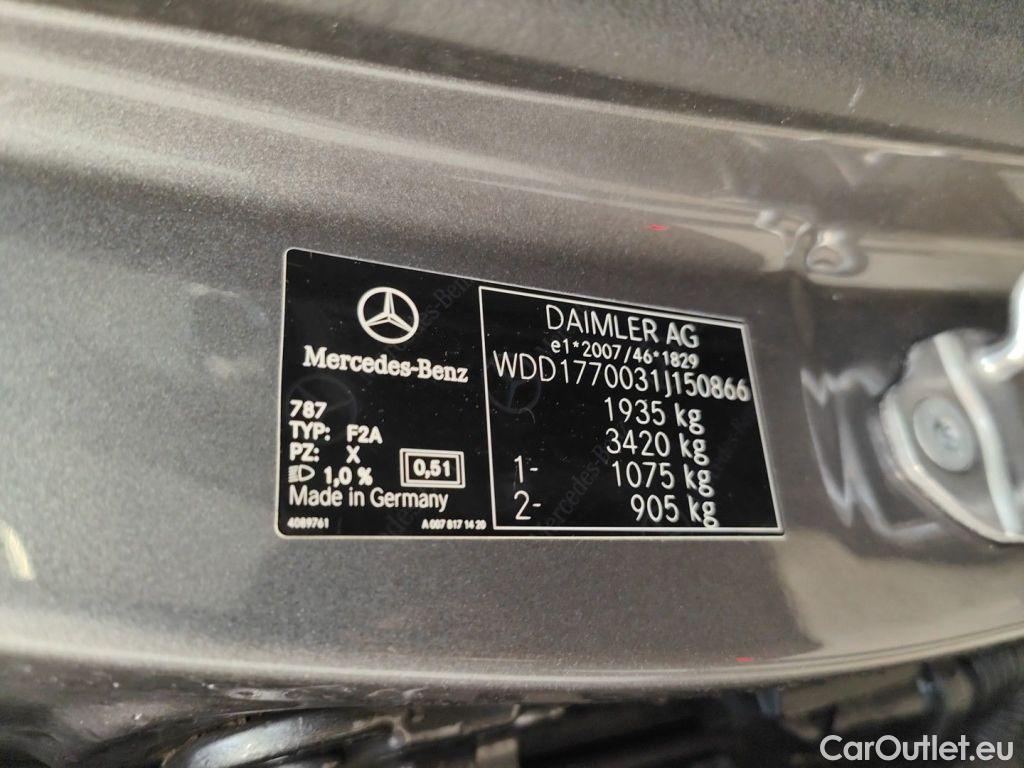 Mercedes-Benz
787
TYP: F2A
PZ: X
1,0 %
0,51
Made in Germany
4089761
A 007 817 14 20
DAIMLER AG
e1*2007/46*1829
WDD1770031J150866
1935 kg
3420 kg
1- 1075 kg
2- 905 kg
CarOutlet.eu